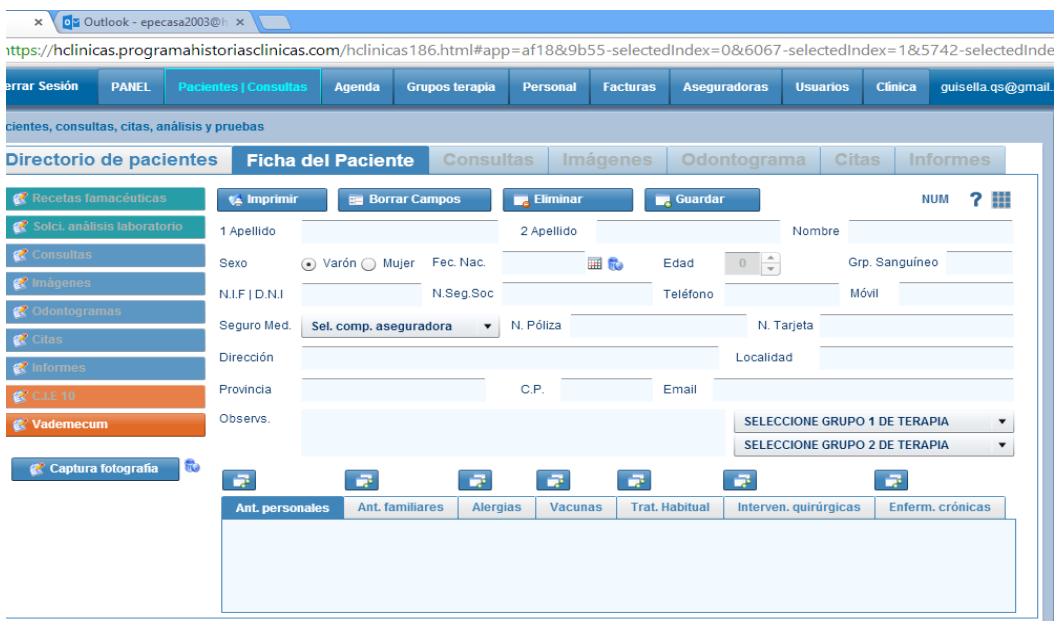 Outlook - epecasa2003@h
https://hclinicas.programahistoriasclinicas.com/hclinicas186.html#app=af18&9b55-selectedIndex=0&6067-selectedIndex=1&5742-selectedInde
errar Sesión PANEL Pacientes | Consultas Agenda Grupos terapia Personal Facturas Aseguradoras Usuarios Clínica guisella.qs@gmail.
cientes, consultas, citas, análisis y pruebas
Directorio de pacientes Ficha del Paciente Consultas Imágenes Odontograma Citas Informes
Recetas famacéuticas Imprimir Borrar Campos Eliminar Guardar NUM ?
Solci. análisis laboratorio 1 Apellido 2 Apellido Nombre
Consultas Sexo Varón Mujer Fec. Nac. Edad 0 Grp. Sanguíneo
Imágenes N.I.F | D.N.I N.Seg.Soc Teléfono Móvil
Odontogramas
Citas Seguro Med. Sel. comp. aseguradora N. Póliza N. Tarjeta
Informes Dirección Localidad
C.I.E 10 Provincia C.P. Email
Vademecum Observs. SELECCIONE GRUPO 1 DE TERAPIA
SELECCIONE GRUPO 2 DE TERAPIA
Captura fotografía
Ant. personales Ant. familiares Alergias Vacunas Trat. Habitual Interven. quirúrgicas Enferm. crónicas